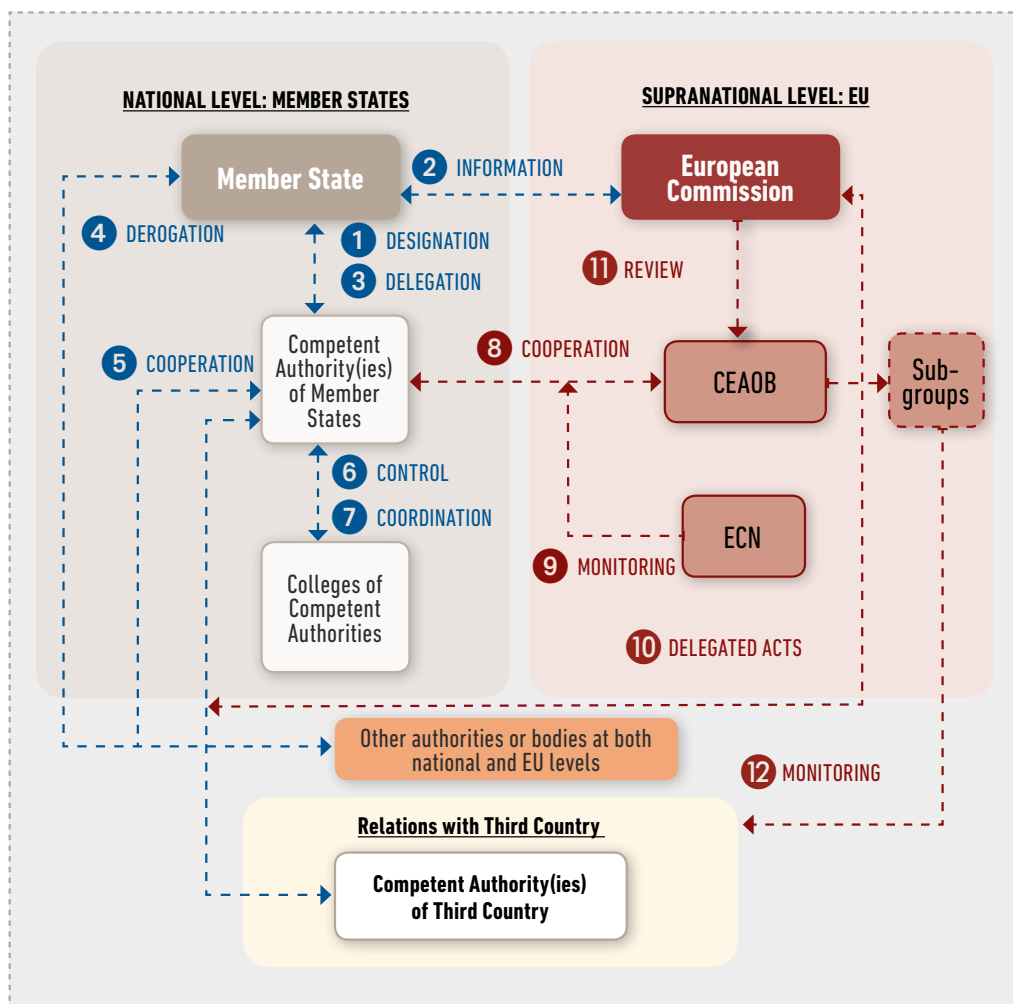 NATIONAL LEVEL: MEMBER STATES
SUPRANATIONAL LEVEL: EU
Member State
2 INFORMATION
European
Commission
4 DEROGATION
1 DESIGNATION
3 DELEGATION
11 REVIEW
5 COOPERATION
Competent
Authority(ies)
of Member
States
8 COOPERATION
CEAOB
Sub-
groups
6 CONTROL
7 COORDINATION
ECN
9 MONITORING
Colleges of
Competent
Authorities
10 DELEGATED ACTS
Other authorities or bodies at both
national and EU levels
12 MONITORING
Relations with Third Country
Competent Authority(ies)
of Third Country